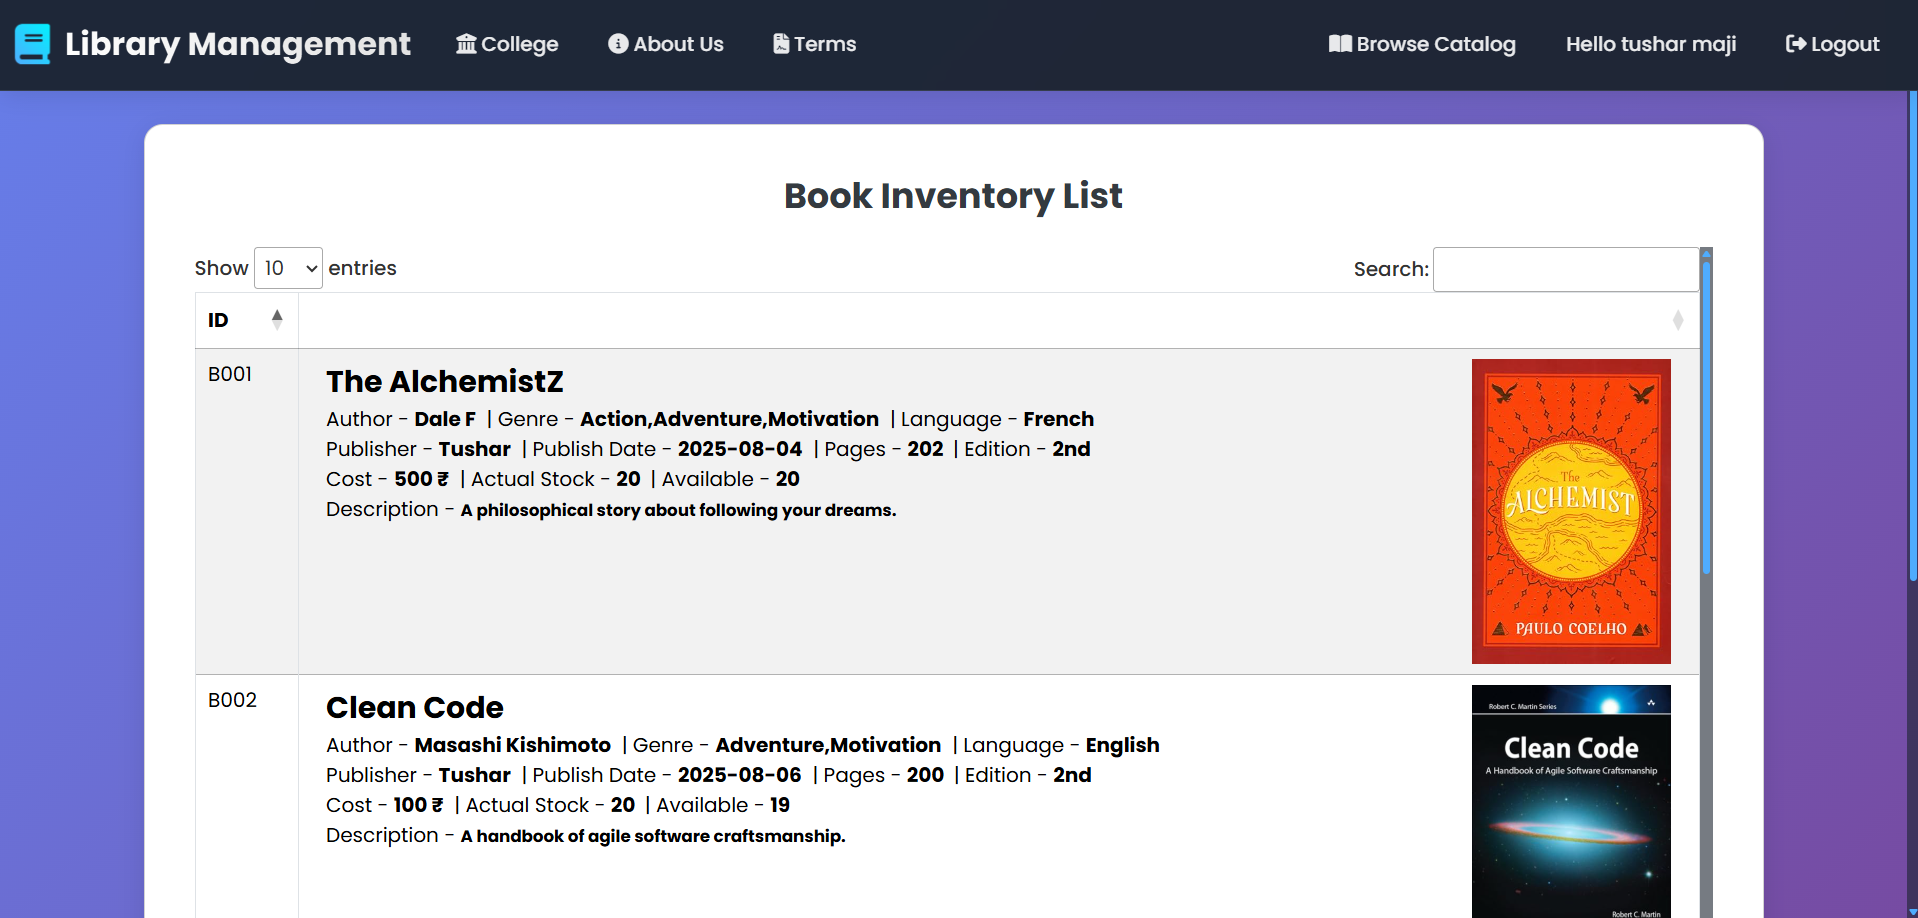 Library Management College About Us Terms Browse Catalog Hello tushar maji Logout
Book Inventory List
Show 10 entries Search:
ID
B001
The AlchemistZ
Author - Dale F | Genre - Action,Adventure,Motivation | Language - French
Publisher - Tushar | Publish Date - 2025-08-04 | Pages - 202 | Edition - 2nd
Cost - 500 ₹ | Actual Stock - 20 | Available - 20
Description - A philosophical story about following your dreams.
The
ALCHEMIST
PAULO COELHO
B002
Clean Code
Author - Masashi Kishimoto | Genre - Adventure,Motivation | Language - English
Publisher - Tushar | Publish Date - 2025-08-06 | Pages - 200 | Edition - 2nd
Cost - 100 ₹ | Actual Stock - 20 | Available - 19
Description - A handbook of agile software craftsmanship.
Robert C. Martin Series
Clean Code
A Handbook of Agile Software Craftsmanship
Robert C. Martin